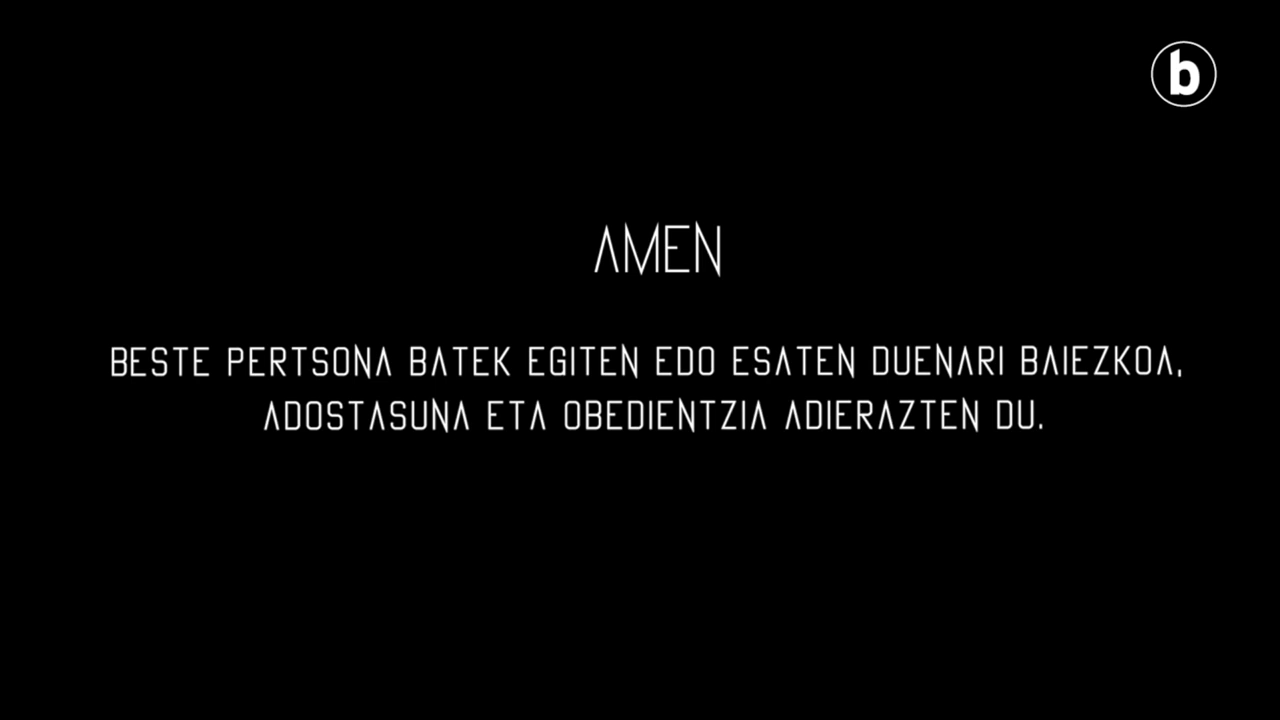 b
AMEN
BESTE PERTSONA BATEK EGITEN EDO ESATEN DUENARI BAIEZKOA,
ADOSTASUNA ETA OBEDIENTZIA ADIERAZTEN DU.